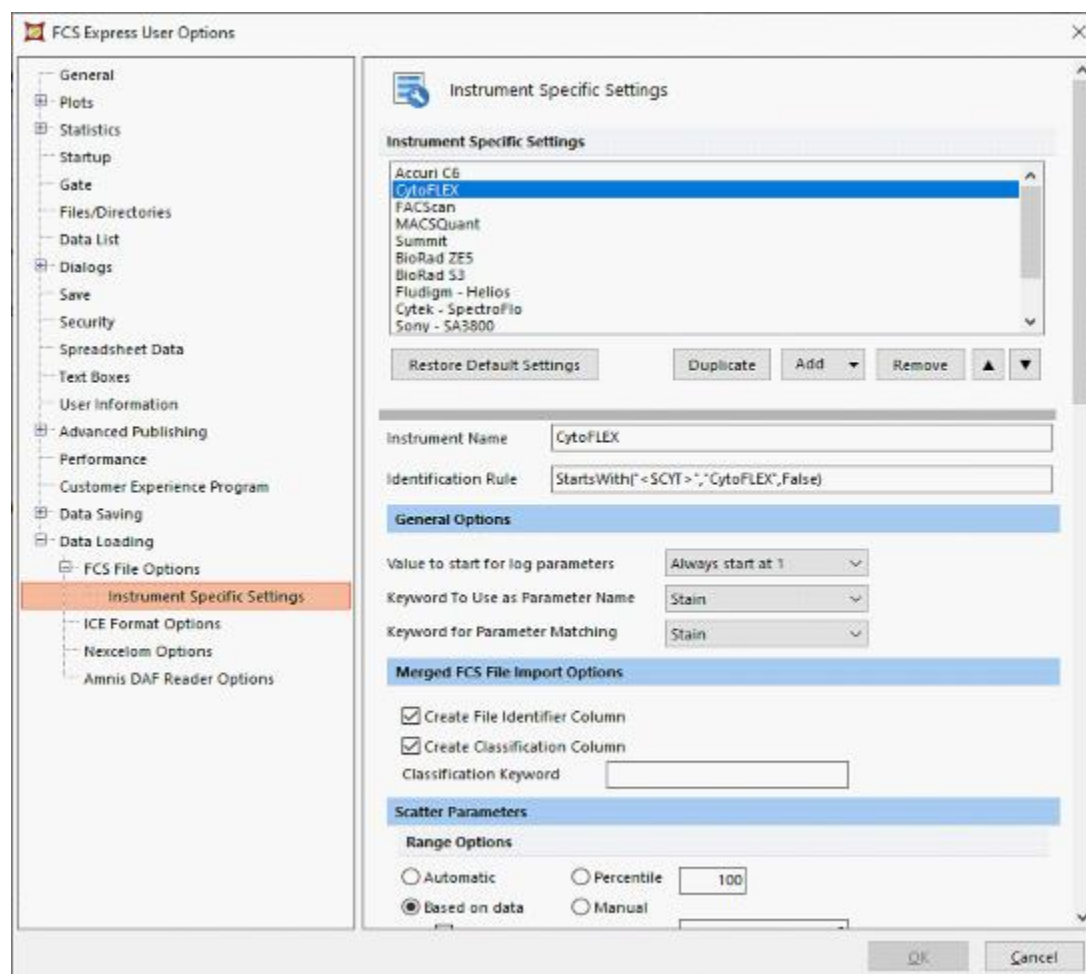 FCS Express User Options
General
Plots
Statistics
Startup
Gate
Files/Directories
Data List
Dialogs
Save
Security
Spreadsheet Data
Text Boxes
User Information
Advanced Publishing
Performance
Customer Experience Program
Data Saving
Data Loading
FCS File Options
Instrument Specific Settings
ICE Format Options
Nexcelom Options
Amnis DAF Reader Options
Instrument Specific Settings
Instrument Specific Settings
Accuri C6
CytoFLEX
FACScan
MACSQuant
Summit
BioRad ZE5
BioRad S3
Fludigm - Helios
Cytek - SpectroFlo
Sony - SA3800
Restore Default Settings Duplicate Add Remove
Instrument Name CytoFLEX
Identification Rule StartsWith("<$CYT>","CytoFLEX",False)
General Options
Value to start for log parameters Always start at 1
Keyword To Use as Parameter Name Stain
Keyword for Parameter Matching Stain
Merged FCS File Import Options
Create File Identifier Column
Create Classification Column
Classification Keyword
Scatter Parameters
Range Options
Automatic Percentile 100
Based on data Manual
OK Cancel